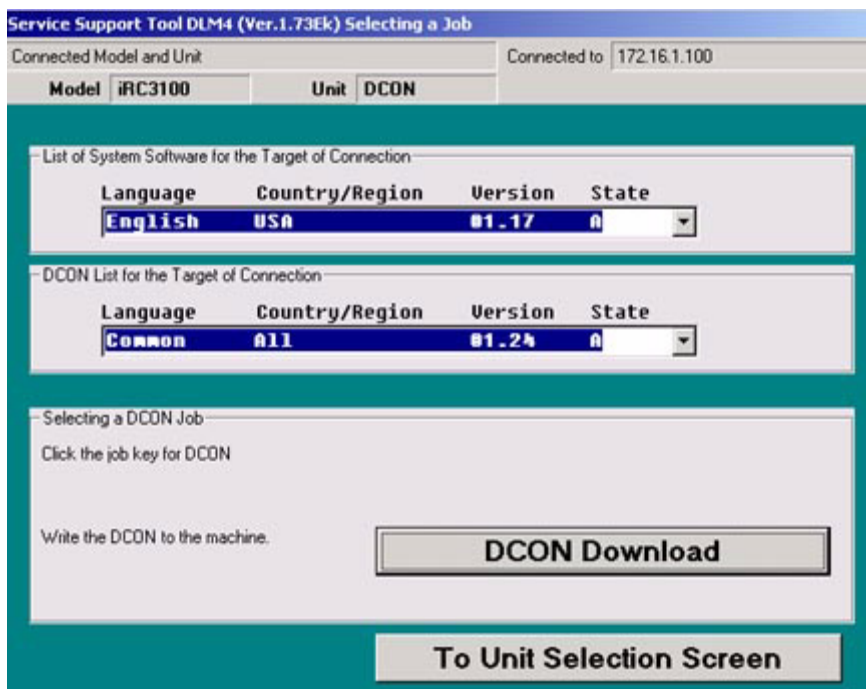 Service Support Tool DLM4 (Ver.1.73Ek) Selecting a Job
Connected Model and Unit Connected to 172.16.1.100
Model iRC3100 Unit DCON
List of System Software for the Target of Connection
Language Country/Region Version State
English USA 01.17 A
DCON List for the Target of Connection
Language Country/Region Version State
Common All 01.24 A
Selecting a DCON Job
Click the job key for DCON
Write the DCON to the machine.
DCON Download
To Unit Selection Screen